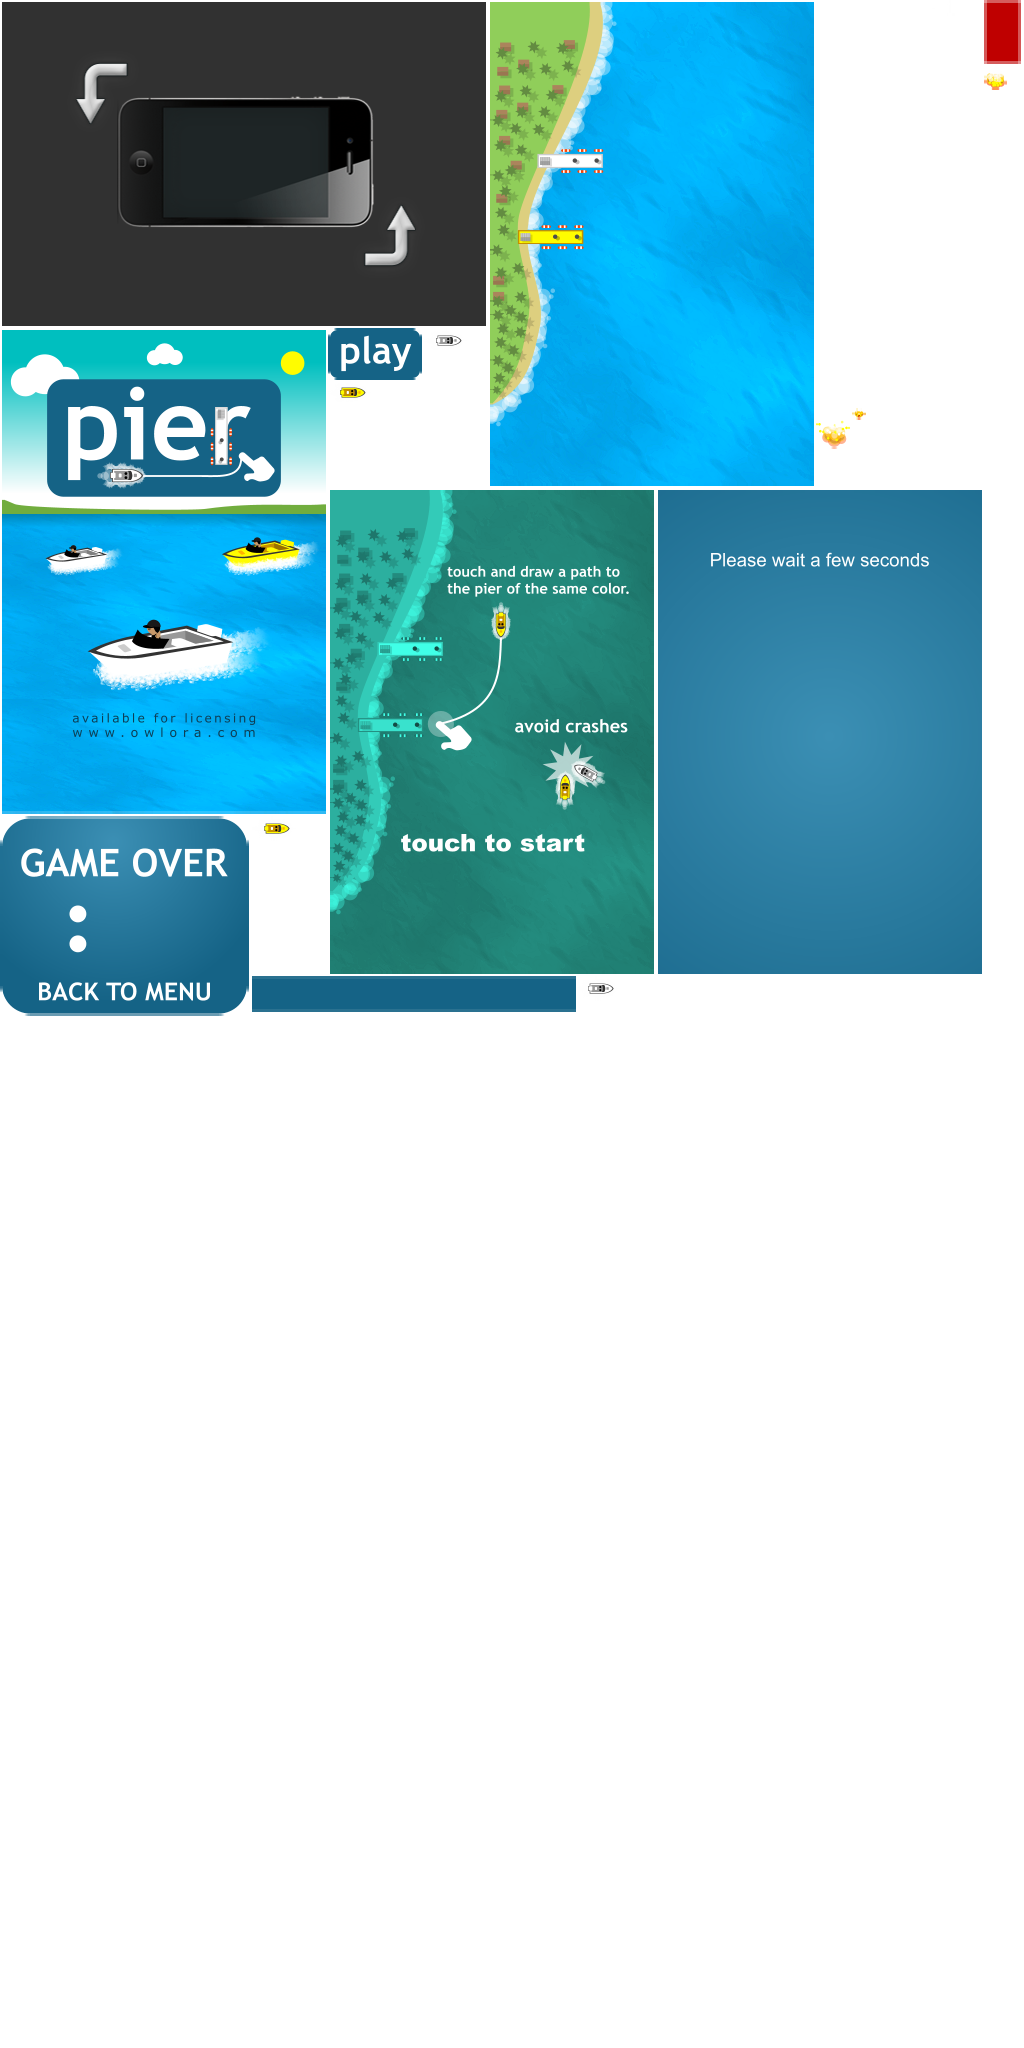 play
pier
touch and draw a path to
the pier of the same color.
Please wait a few seconds
available for licensing
www.owlora.com
avoid crashes
touch to start
GAME OVER
:
:
BACK TO MENU